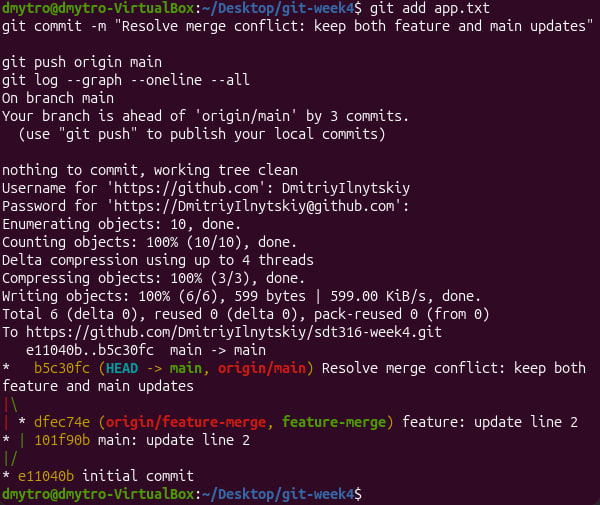 dmytro@dmytro-VirtualBox:~/Desktop/git-week4$ git add app.txt
git commit -m "Resolve merge conflict: keep both feature and main updates"

git push origin main
git log --graph --oneline --all
On branch main
Your branch is ahead of 'origin/main' by 3 commits.
  (use "git push" to publish your local commits)

nothing to commit, working tree clean
Username for 'https://github.com': DmitriyIlnytskiy
Password for 'https://DmitriyIlnytskiy@github.com':
Enumerating objects: 10, done.
Counting objects: 100% (10/10), done.
Delta compression using up to 4 threads
Compressing objects: 100% (3/3), done.
Writing objects: 100% (6/6), 599 bytes | 599.00 KiB/s, done.
Total 6 (delta 0), reused 0 (delta 0), pack-reused 0 (from 0)
To https://github.com/DmitriyIlnytskiy/sdt316-week4.git
   e11040b..b5c30fc  main -> main
*   b5c30fc (HEAD -> main, origin/main) Resolve merge conflict: keep both
feature and main updates
|\
| * dfec74e (origin/feature-merge, feature-merge) feature: update line 2
* | 101f90b main: update line 2
|/
* e11040b initial commit
dmytro@dmytro-VirtualBox:~/Desktop/git-week4$